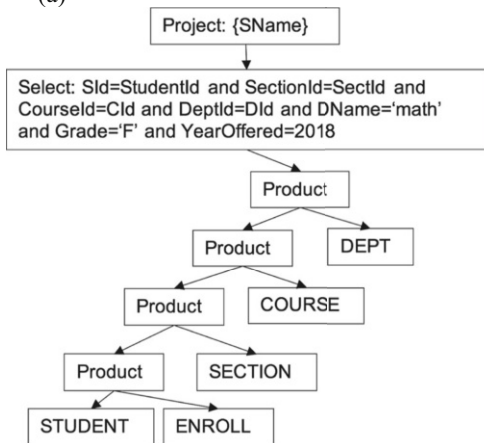 (a)
Project: {SName}
Select: SId=StudentId and SectionId=SectId and
CourseId=CId and DeptId=DId and DName=‘math’
and Grade=‘F’ and YearOffered=2018
Product
Product
DEPT
Product
COURSE
Product
SECTION
STUDENT
ENROLL